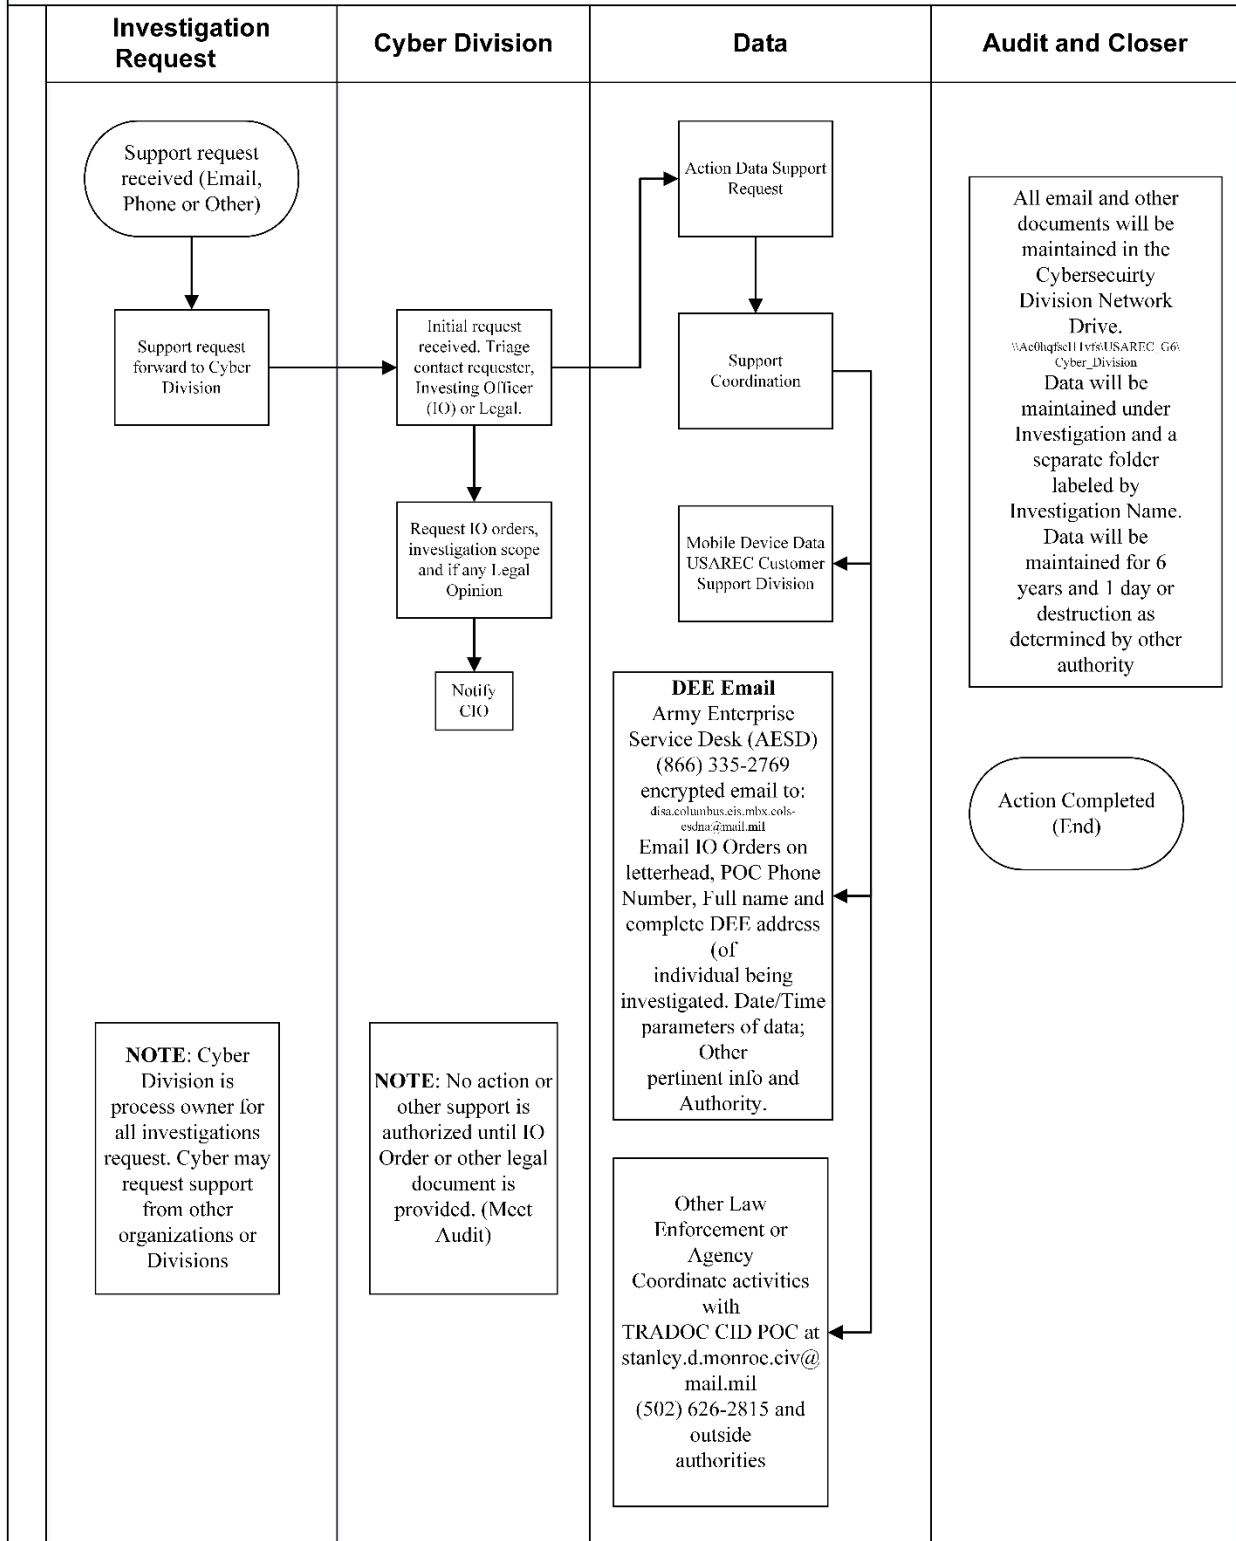 Investigation
Request
Cyber Division
Data
Audit and Closer
Support request
received (Email,
Phone or Other)
Support request
forward to Cyber
Division
NOTE: Cyber
Division is
process owner for
all investigations
request. Cyber may
request support
from other
organizations or
Divisions
Initial request
received. Triage
contact requester,
Investing Officer
(IO) or Legal.
Request IO orders,
investigation scope
and if any Legal
Opinion
Notify
CIO
NOTE: No action or
other support is
authorized until IO
Order or other legal
document is
provided. (Meet
Audit)
Action Data Support
Request
Support
Coordination
Mobile Device Data
USAREC Customer
Support Division
DEE Email
Army Enterprise
Service Desk (AESD)
(866) 335-2769
encrypted email to:
disa.columbus.eis.mbx.cols-
esdna@mail.mil
Email IO Orders on
letterhead, POC Phone
Number, Full name and
complete DEE address
(of
individual being
investigated. Date/Time
parameters of data;
Other
pertinent info and
Authority.
Other Law
Enforcement or
Agency
Coordinate activities
with
TRADOC CID POC at
stanley.d.monroe.civ@
mail.mil
(502) 626-2815 and
outside
authorities
All email and other
documents will be
maintained in the
Cybersecuirty
Division Network
Drive.
Cyber_Division
Data will be
maintained under
Investigation and a
separate folder
labeled by
Investigation Name.
Data will be
maintained for 6
years and 1 day or
destruction as
determined by other
authority
Action Completed
(End)